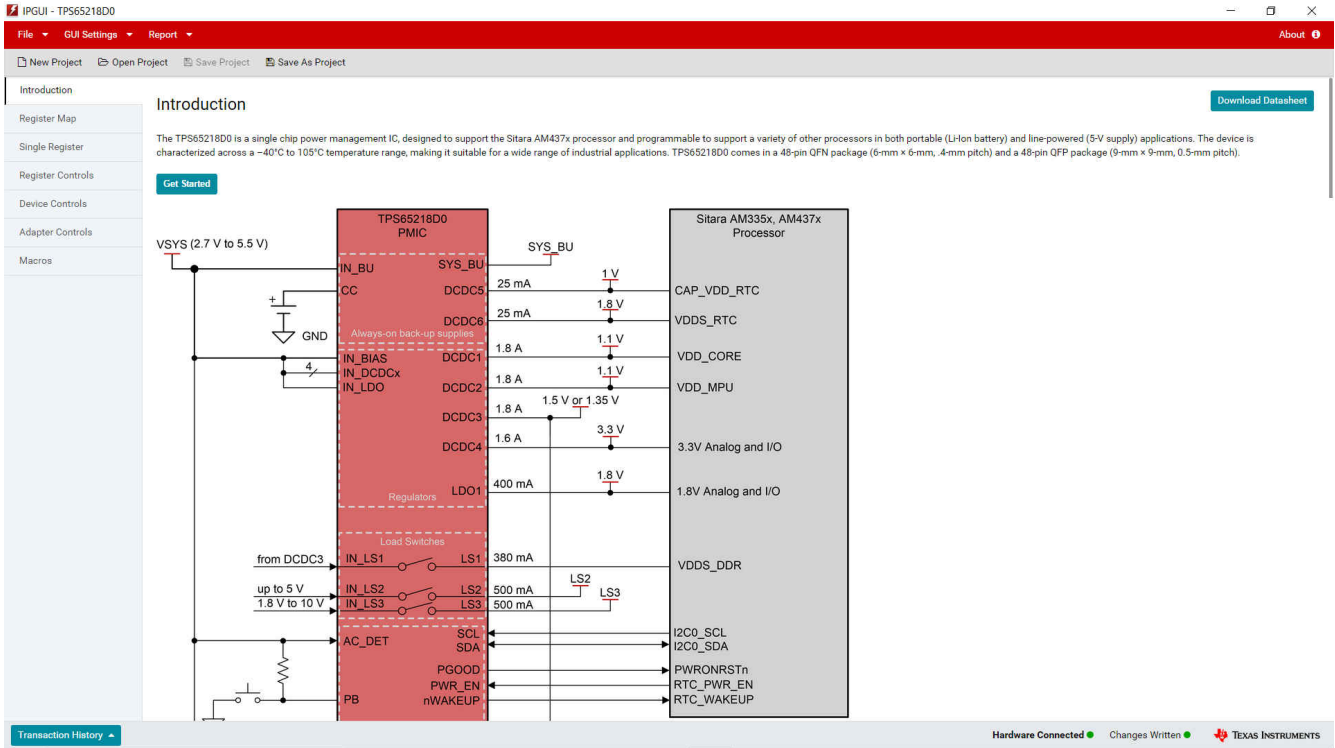 IPGUI - TPS65218D0
File GUI Settings Report About
New Project Open Project Save Project Save As Project
Introduction
Register Map
Single Register
Register Controls
Device Controls
Adapter Controls
Macros
Introduction
Download Datasheet
The TPS65218D0 is a single chip power management IC, designed to support the Sitara AM437x processor and programmable to support a variety of other processors in both portable (Li-Ion battery) and line-powered (5-V supply) applications. The device is
characterized across a –40°C to 105°C temperature range, making it suitable for a wide range of industrial applications. TPS65218D0 comes in a 48-pin QFN package (6-mm × 6-mm, .4-mm pitch) and a 48-pin QFP package (9-mm × 9-mm, 0.5-mm pitch).
Get Started
TPS65218D0
PMIC
Sitara AM335x, AM437x
Processor
VSYS (2.7 V to 5.5 V)
SYS_BU
IN_BU SYS_BU
CC DCDC5 25 mA 1 V CAP_VDD_RTC
+
DCDC6 25 mA 1.8 V VDDS_RTC
GND
Always-on back-up supplies
IN_BIAS DCDC1 1.8 A 1.1 V VDD_CORE
4 IN_DCDCx
IN_LDO DCDC2 1.8 A 1.1 V VDD_MPU
DCDC3 1.8 A 1.5 V or 1.35 V
DCDC4 1.6 A 3.3 V 3.3V Analog and I/O
LDO1 400 mA 1.8 V 1.8V Analog and I/O
Regulators
Load Switches
from DCDC3 IN_LS1 LS1 380 mA VDDS_DDR
up to 5 V IN_LS2 LS2 500 mA LS2
1.8 V to 10 V IN_LS3 LS3 500 mA LS3
AC_DET SCL I2C0_SCL
SDA I2C0_SDA
PGOOD PWRONRSTn
PWR_EN RTC_PWR_EN
PB nWAKEUP RTC_WAKEUP
Transaction History Hardware Connected Changes Written TEXAS INSTRUMENTS